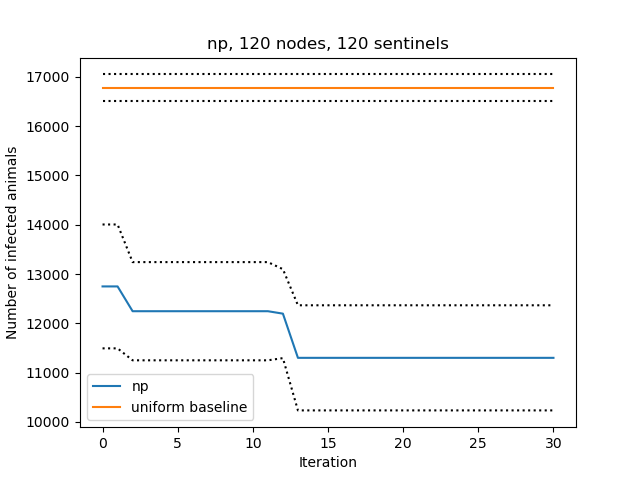 np, 120 nodes, 120 sentinels
17000
16000
15000
14000
13000
12000
11000
10000
Number of infected animals
np
uniform baseline
0 5 10 15 20 25 30
Iteration